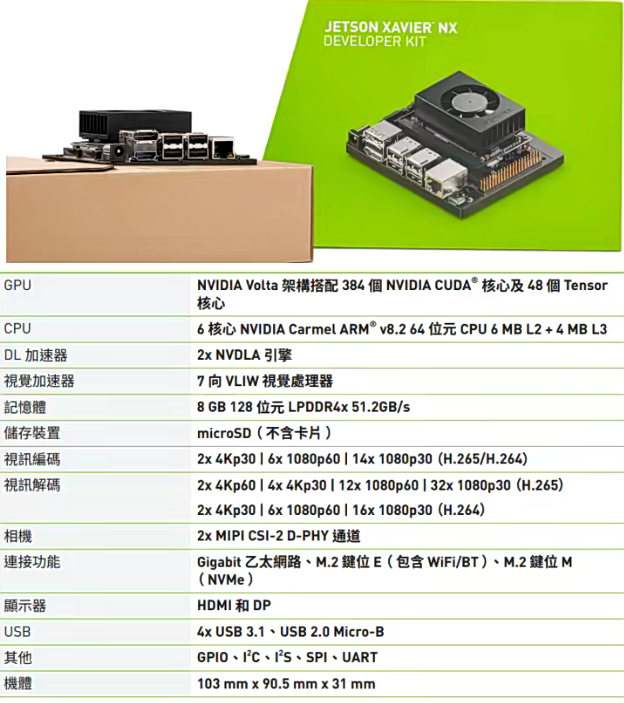 JETSON XAVIER™ NX
DEVELOPER KIT
GPU
NVIDIA Volta 架構搭配 384 個 NVIDIA CUDA® 核心及 48 個 Tensor
核心
CPU
6 核心 NVIDIA Carmel ARM® v8.2 64 位元 CPU 6 MB L2 + 4 MB L3
DL 加速器
2x NVDLA 引擎
視覺加速器
7 向 VLIW 視覺處理器
記憶體
8 GB 128 位元 LPDDR4x 51.2GB/s
儲存裝置
microSD（不含卡片）
視訊編碼
2x 4Kp30 | 6x 1080p60 | 14x 1080p30 (H.265/H.264)
視訊解碼
2x 4Kp60 | 4x 4Kp30 | 12x 1080p60 | 32x 1080p30 (H.265)
2x 4Kp30 | 6x 1080p60 | 16x 1080p30 (H.264)
相機
2x MIPI CSI-2 D-PHY 通道
連接功能
Gigabit 乙太網路、M.2 鍵位 E（包含 WiFi/BT）、M.2 鍵位 M
（NVMe）
顯示器
HDMI 和 DP
USB
4x USB 3.1、USB 2.0 Micro-B
其他
GPIO、I²C、I²S、SPI、UART
機體
103 mm x 90.5 mm x 31 mm